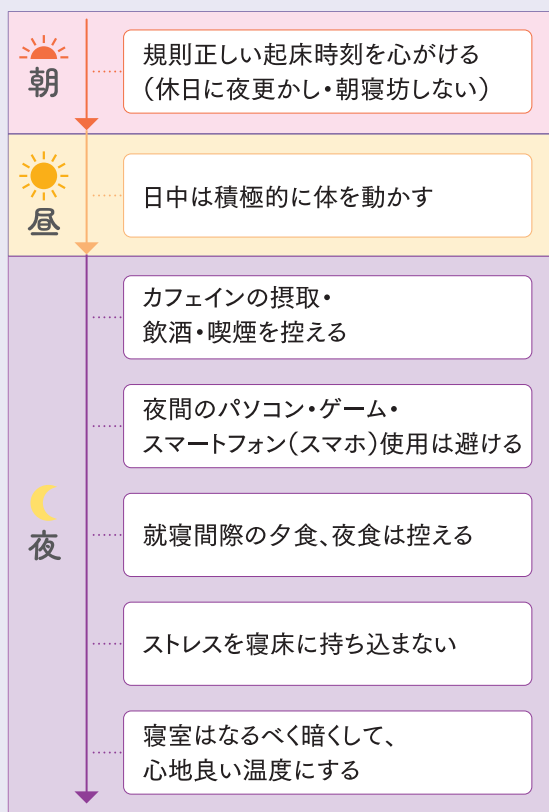 朝
規則正しい起床時刻を心がける
（休日に夜更かし・朝寝坊しない）
昼
日中は積極的に体を動かす
夜
カフェインの摂取・
飲酒・喫煙を控える
夜間のパソコン・ゲーム・
スマートフォン（スマホ）使用は避ける
就寝間際の夕食、夜食は控える
ストレスを寝床に持ち込まない
寝室はなるべく暗くして、
心地良い温度にする